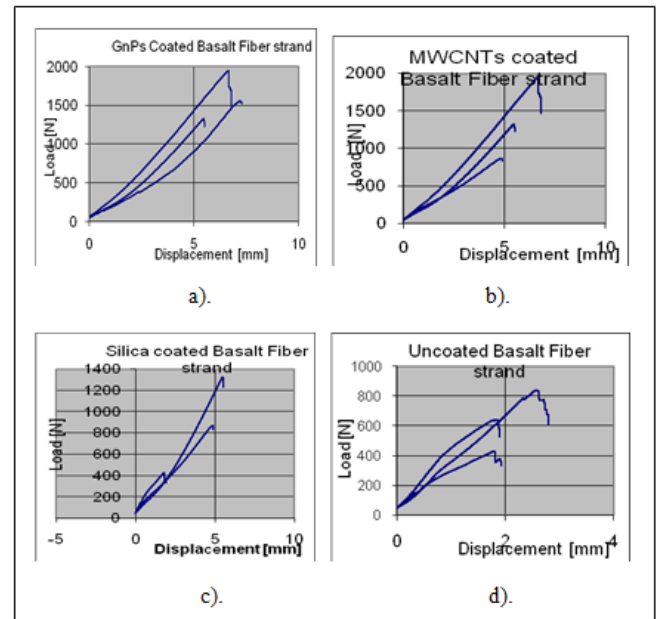 GnPs Coated Basalt Fiber strand
2000
1500
1000
500
0
Load [N]
0 5 10
Displacement [mm]
a).
MWCNTs coated
Basalt Fiber strand
2000
1500
1000
500
0
Load [N]
0 5 10
Displacement [mm]
b).
Silica coated Basalt Fiber
strand
1400
1200
1000
800
600
400
200
0
Load [N]
-5 0 5 10
Displacement [mm]
c).
Uncoated Basalt Fiber
strand
1000
800
600
400
200
0
Load [N]
0 2 4
Displacement [mm]
d).